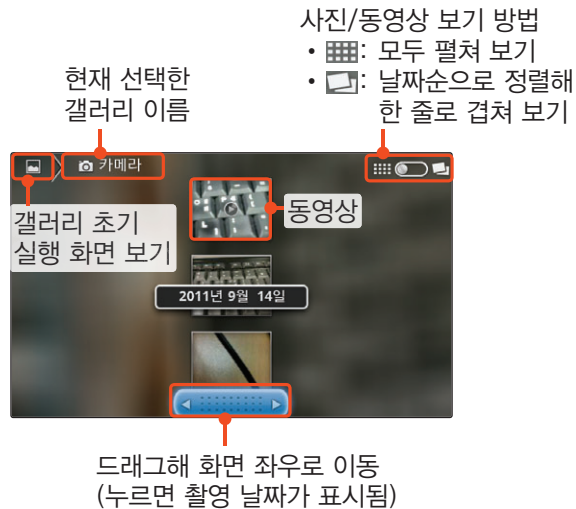 사진/동영상 보기 방법
• : 모두 펼쳐 보기
• : 날짜순으로 정렬해
한 줄로 겹쳐 보기
현재 선택한
갤러리 이름
카메라
동영상
갤러리 초기
실행 화면 보기
2011년 9월 14일
드래그해 화면 좌우로 이동
(누르면 촬영 날짜가 표시됨)